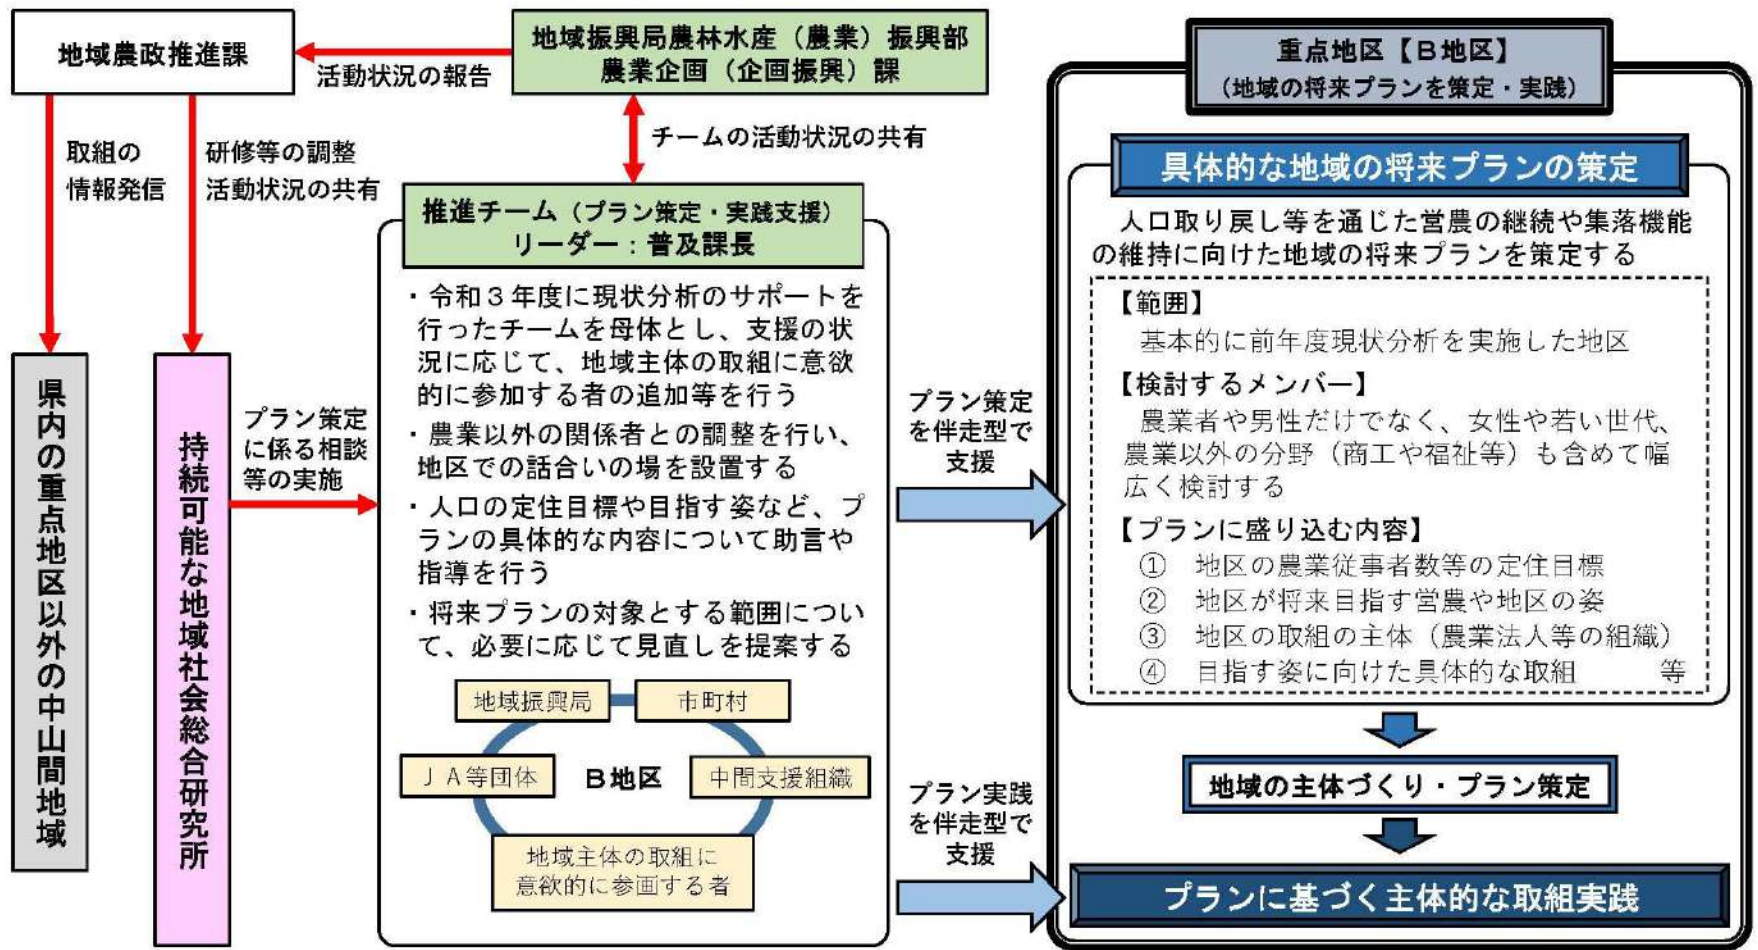 地域農政推進課
活動状況の報告
地域振興局農林水産（農業）振興部
農業企画（企画振興）課
チームの活動状況の共有
取組の
情報発信
研修等の調整
活動状況の共有
県内の重点地区以外の中山間地域
持続可能な地域社会総合研究所
プラン策定
に係る相談
等の実施
推進チーム（プラン策定・実践支援）
リーダー：普及課長
・令和３年度に現状分析のサポートを
行ったチームを母体とし、支援の状
況に応じて、地域主体の取組に意欲
的に参加する者の追加等を行う
・農業以外の関係者との調整を行い、
地区での話合いの場を設置する
・人口の定住目標や目指す姿など、プ
ランの具体的な内容について助言や
指導を行う
・将来プランの対象とする範囲につい
て、必要に応じて見直しを提案する
地域振興局
市町村
ＪＡ等団体
Ｂ地区
中間支援組織
地域主体の取組に
意欲的に参画する者
プラン策定
を伴走型で
支援
プラン実践
を伴走型で
支援
重点地区【Ｂ地区】
（地域の将来プランを策定・実践）
具体的な地域の将来プランの策定
人口取り戻し等を通じた営農の継続や集落機能
の維持に向けた地域の将来プランを策定する
【範囲】
基本的に前年度現状分析を実施した地区
【検討するメンバー】
農業者や男性だけでなく、女性や若い世代、
農業以外の分野（商工や福祉等）も含めて幅
広く検討する
【プランに盛り込む内容】
①　地区の農業従事者数等の定住目標
②　地区が将来目指す営農や地区の姿
③　地区の取組の主体（農業法人等の組織）
④　目指す姿に向けた具体的な取組　　　等
地域の主体づくり・プラン策定
プランに基づく主体的な取組実践